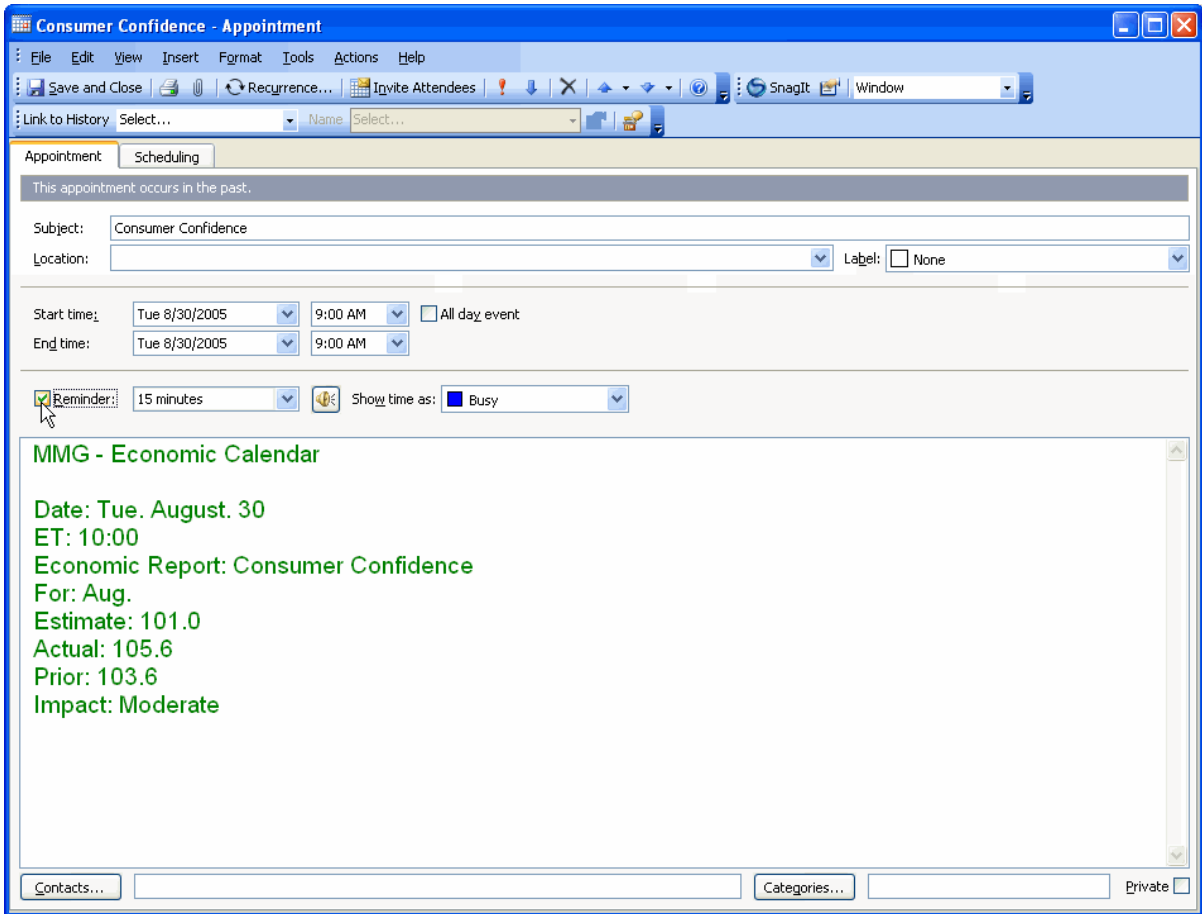 Consumer Confidence - Appointment
File Edit View Insert Format Tools Actions Help
Save and Close Recurrence... Invite Attendees SnagIt Window
Link to History Select... Name Select...
Appointment Scheduling
This appointment occurs in the past.
Subject: Consumer Confidence
Location: Label: None
Start time: Tue 8/30/2005 9:00 AM All day event
End time: Tue 8/30/2005 9:00 AM
Reminder: 15 minutes Show time as: Busy
MMG - Economic Calendar
Date: Tue. August. 30
ET: 10:00
Economic Report: Consumer Confidence
For: Aug.
Estimate: 101.0
Actual: 105.6
Prior: 103.6
Impact: Moderate
Contacts... Categories... Private